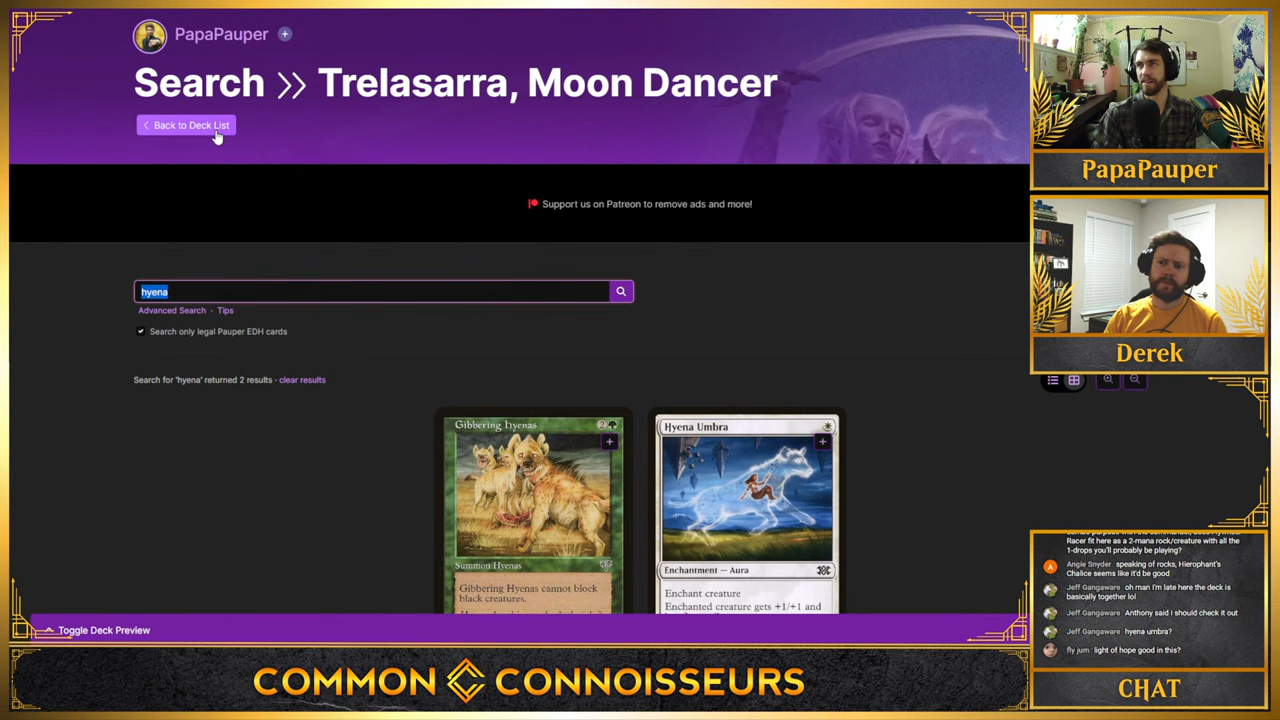 PapaPauper
Search >> Trelasarra, Moon Dancer
Back to Deck List
Support us on Patreon to remove ads and more!
hyena
Advanced Search · Tips
Search only legal Pauper EDH cards
Search for 'hyena' returned 2 results · clear results
Gibbering Hyenas
2
Summon Hyenas
Gibbering Hyenas cannot block
black creatures.
Hyena Umbra
Enchantment — Aura
Enchant creature
Enchanted creature gets +1/+1 and
Toggle Deck Preview
COMMON CONNOISSEURS
PapaPauper
Derek
Racer fit here as a 2-mana rock/creature with all the
1-drops you'll probably be playing?
A
Angie Snyder speaking of rocks, Hierophant's
Chalice seems like it'd be good
Jeff Gangaware oh man I'm late here the deck is
basically together lol
Jeff Gangaware Anthony said I should check it out
Jeff Gangaware hyena umbra?
fly jum light of hope good in this?
CHAT